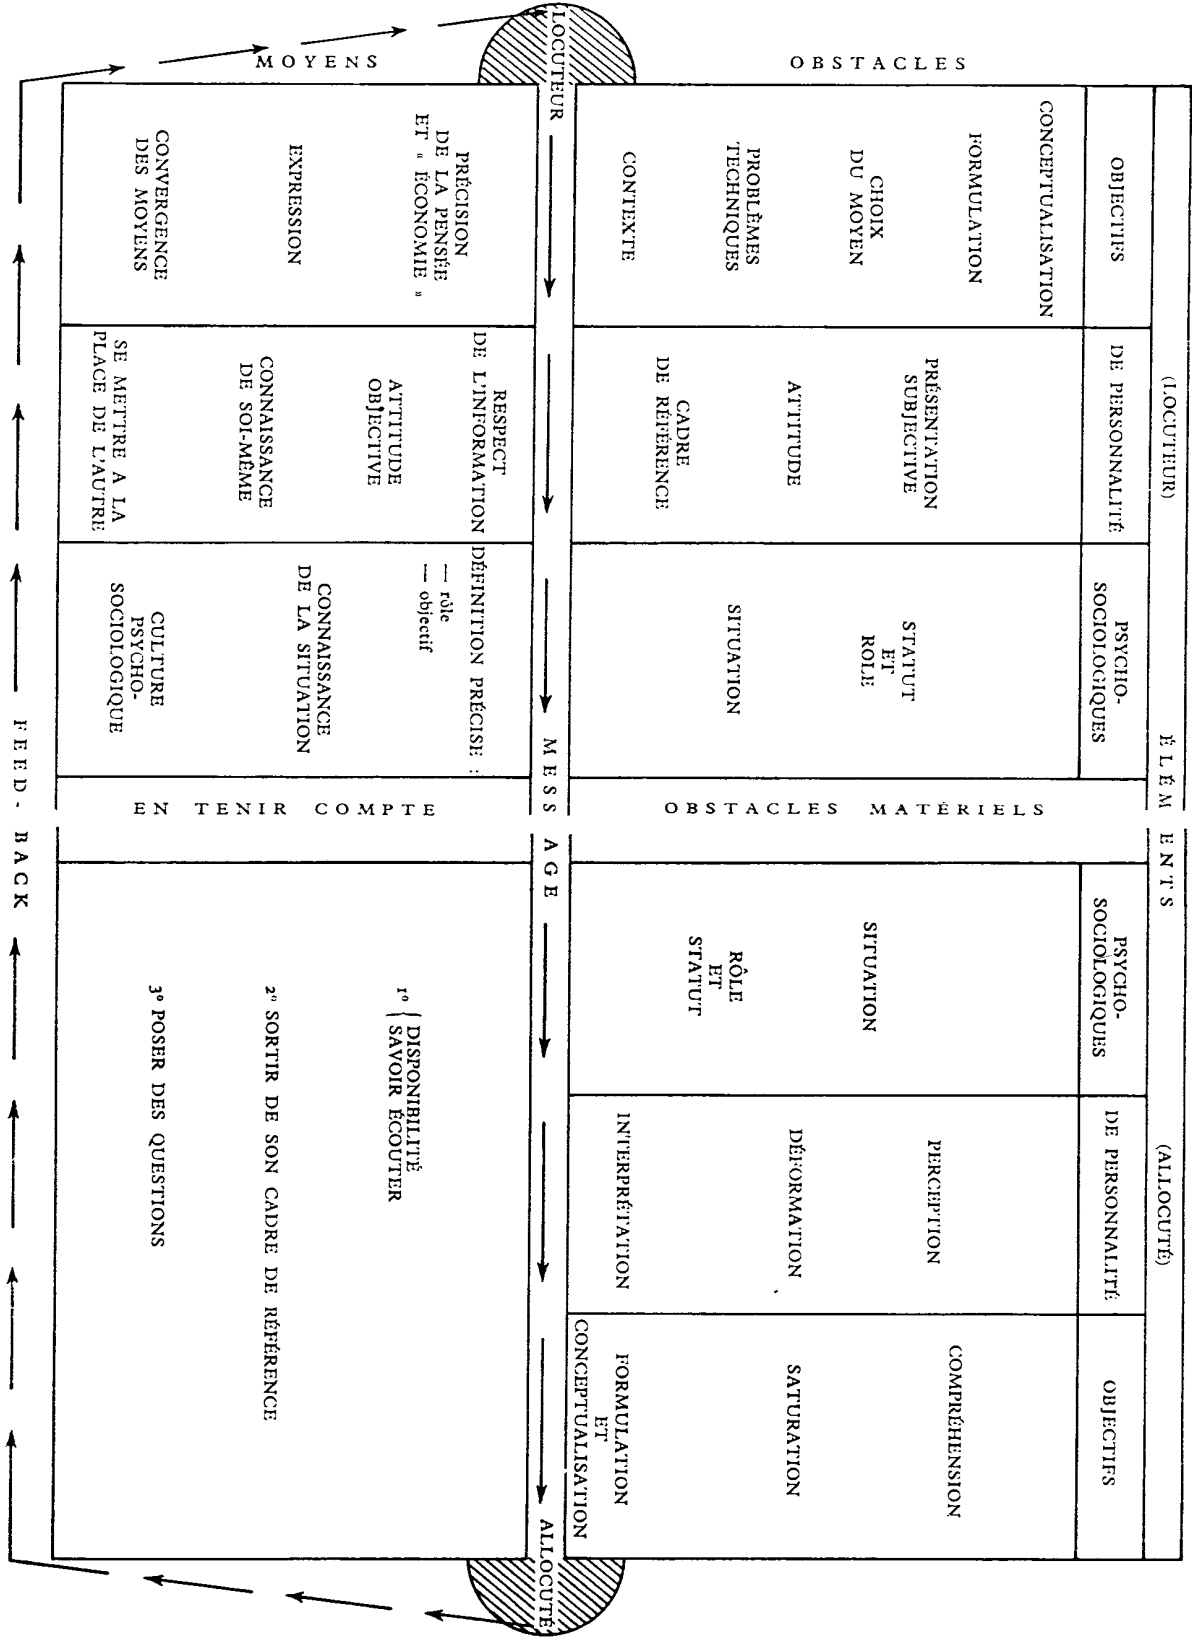 ÉLÉMENTS
(LOCUTEUR)
(ALLOCUTÉ)
OBJECTIFS
DE PERSONNALITÉ
PSYCHO-
SOCIOLOGIQUES
PSYCHO-
SOCIOLOGIQUES
DE PERSONNALITÉ
OBJECTIFS
OBSTACLES
CONCEPTUALISATION
FORMULATION
CHOIX
DU MOYEN
PROBLÈMES
TECHNIQUES
CONTEXTE
PRÉSENTATION
SUBJECTIVE
ATTITUDE
CADRE
DE RÉFÉRENCE
STATUT
ET
ROLE
SITUATION
OBSTACLES MATÉRIELS
SITUATION
RÔLE
ET
STATUT
PERCEPTION
DÉFORMATION
INTERPRÉTATION
COMPRÉHENSION
SATURATION
FORMULATION
ET
CONCEPTUALISATION
LOCUTEUR
MESSAGE
ALLOCUTÉ
MOYENS
PRÉCISION
DE LA PENSÉE
ET « ÉCONOMIE »
EXPRESSION
CONVERGENCE
DES MOYENS
RESPECT
DE L'INFORMATION
ATTITUDE
OBJECTIVE
CONNAISSANCE
DE SOI-MÊME
SE METTRE A LA
PLACE DE L'AUTRE
DÉFINITION PRÉCISE :
— rôle
— objectif
CONNAISSANCE
DE LA SITUATION
CULTURE
PSYCHO-
SOCIOLOGIQUE
EN TENIR COMPTE
1º { DISPONIBILITÉ
SAVOIR ÉCOUTER
2º SORTIR DE SON CADRE DE RÉFÉRENCE
3º POSER DES QUESTIONS
FEED-BACK